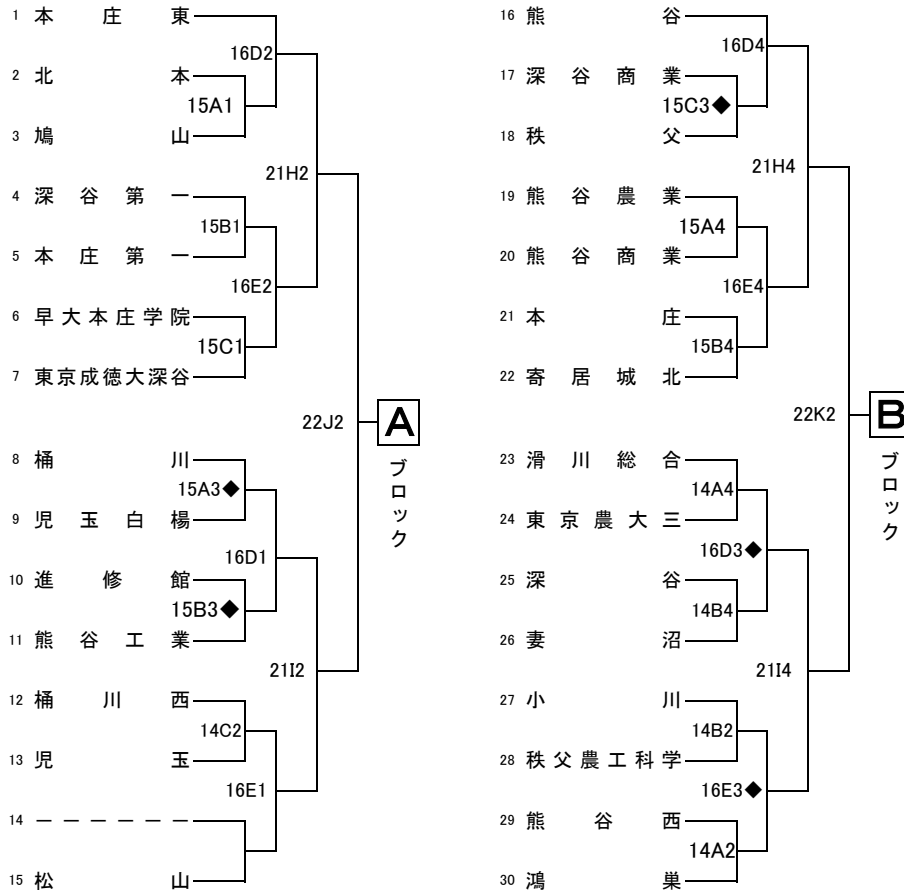 1 本庄東
16D2
2 北本
15A1
3 鳩山
21H2
4 深谷第一
15B1
5 本庄第一
16E2
6 早大本庄学院
15C1
7 東京成徳大深谷
22J2
A
ブロック
8 桶川
15A3◆
9 児玉白楊
16D1
10 進修館
15B3◆
11 熊谷工業
21I2
12 桶川西
14C2
13 児玉
16E1
14 ーーーーーー
15 松山
16 熊谷
16D4
17 深谷商業
15C3◆
18 秩父
21H4
19 熊谷農業
15A4
20 熊谷商業
16E4
21 本庄
15B4
22 寄居城北
22K2
B
ブロック
23 滑川総合
14A4
24 東京農大三
16D3◆
25 深谷
14B4
26 妻沼
21I4
27 小川
14B2
28 秩父農工科学
16E3◆
29 熊谷西
14A2
30 鴻巣